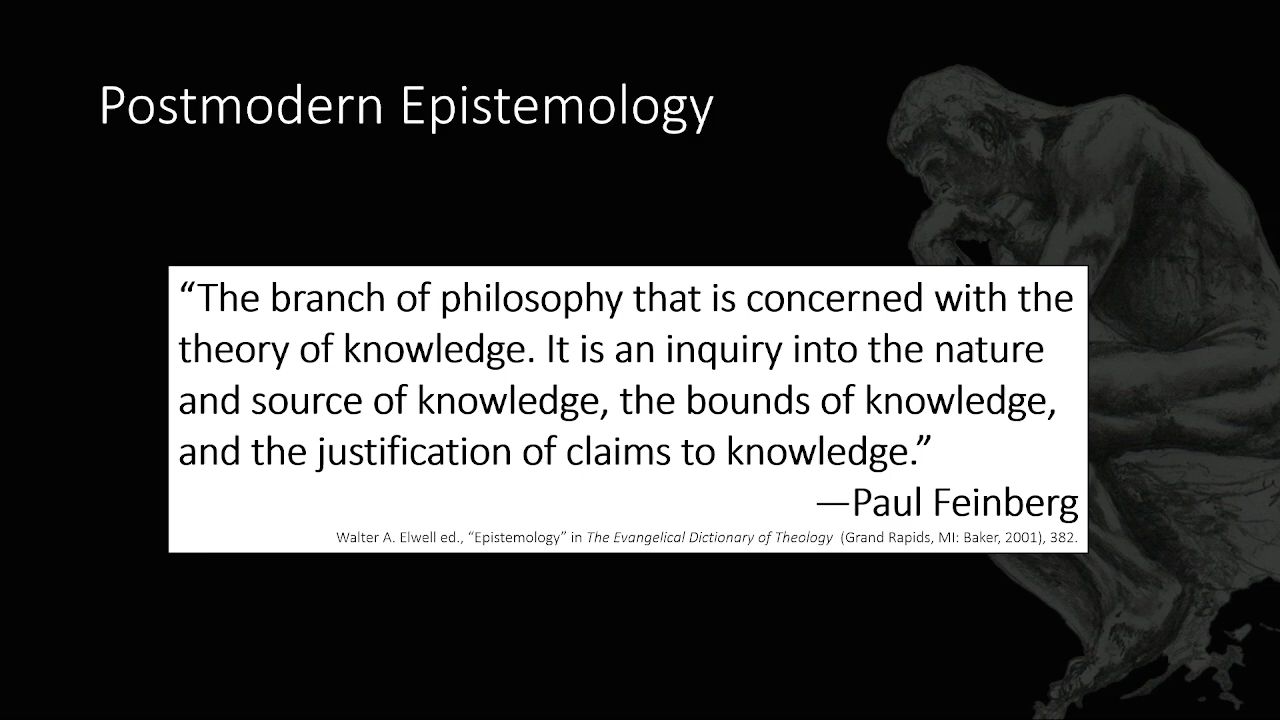 Postmodern Epistemology
“The branch of philosophy that is concerned with the
theory of knowledge. It is an inquiry into the nature
and source of knowledge, the bounds of knowledge,
and the justification of claims to knowledge.”
—Paul Feinberg
Walter A. Elwell ed., “Epistemology” in The Evangelical Dictionary of Theology (Grand Rapids, MI: Baker, 2001), 382.